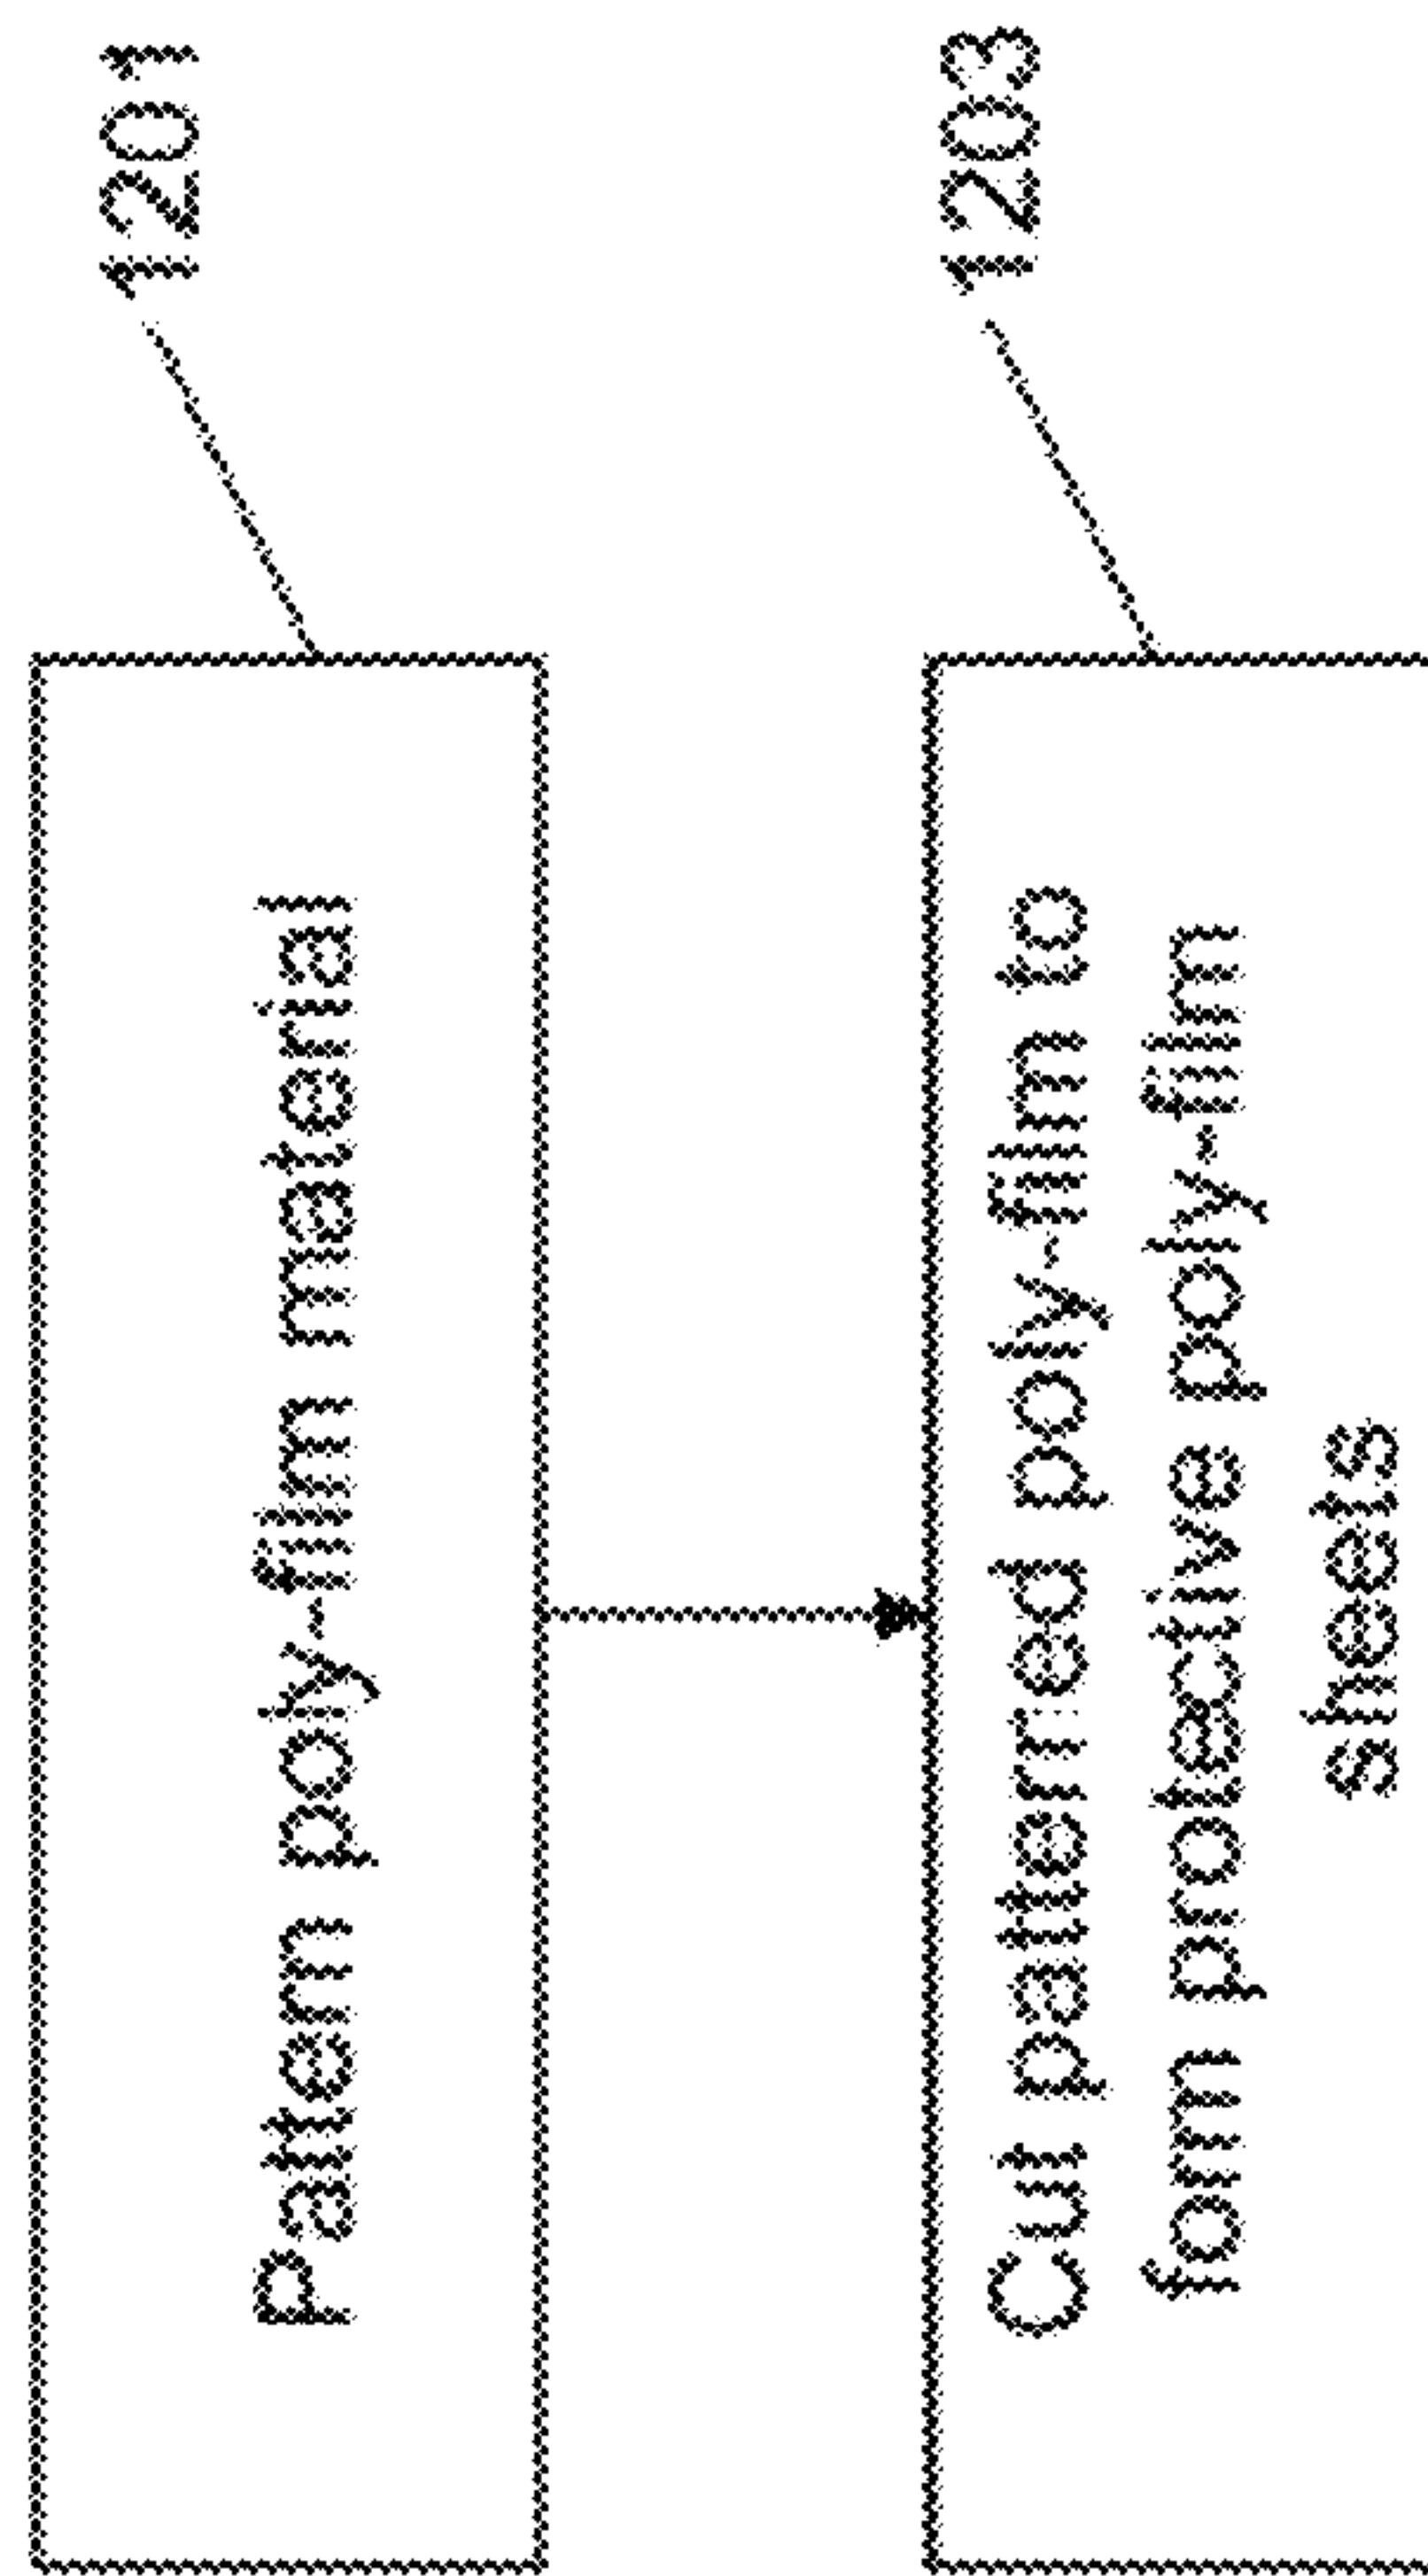 Pattern poly-film material
1201
Cut patterned poly-film to
form protective poly-film
sheets
1203